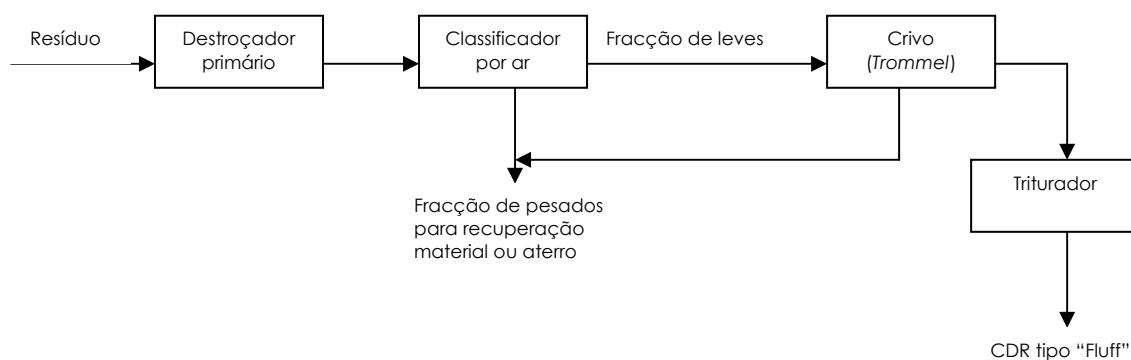 Resíduo
Destroçador
primário
Classificador
por ar
Fracção de leves
Crivo
(Trommel)
Triturador
Fracção de pesados
para recuperação
material ou aterro
CDR tipo “Fluff”